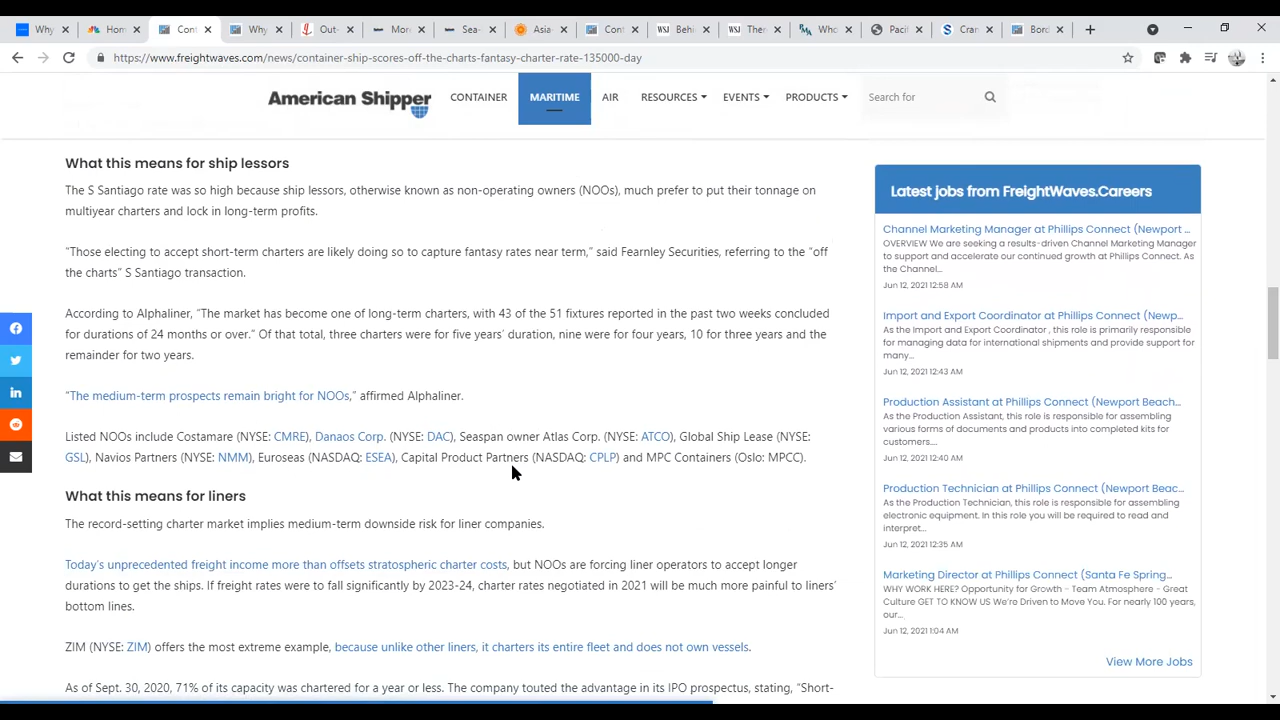 Why
Hom
Cont
Why
Out-
More
Sea-
Asia-
Cont
Behi
Ther
Who
Pacif
Cran
Bord
https://www.freightwaves.com/news/container-ship-scores-off-the-charts-fantasy-charter-rate-135000-day
American Shipper
CONTAINER
MARITIME
AIR
RESOURCES
EVENTS
PRODUCTS
Search for
What this means for ship lessors
The S Santiago rate was so high because ship lessors, otherwise known as non-operating owners (NOOs), much prefer to put their tonnage on
multiyear charters and lock in long-term profits.
“Those electing to accept short-term charters are likely doing so to capture fantasy rates near term,” said Fearnley Securities, referring to the “off
the charts” S Santiago transaction.
According to Alphaliner, “The market has become one of long-term charters, with 43 of the 51 fixtures reported in the past two weeks concluded
for durations of 24 months or over.” Of that total, three charters were for five years’ duration, nine were for four years, 10 for three years and the
remainder for two years.
“The medium-term prospects remain bright for NOOs,” affirmed Alphaliner.
Listed NOOs include Costamare (NYSE: CMRE), Danaos Corp. (NYSE: DAC), Seaspan owner Atlas Corp. (NYSE: ATCO), Global Ship Lease (NYSE:
GSL), Navios Partners (NYSE: NMM), Euroseas (NASDAQ: ESEA), Capital Product Partners (NASDAQ: CPLP) and MPC Containers (Oslo: MPCC).
What this means for liners
The record-setting charter market implies medium-term downside risk for liner companies.
Today’s unprecedented freight income more than offsets stratospheric charter costs, but NOOs are forcing liner operators to accept longer
durations to get the ships. If freight rates were to fall significantly by 2023-24, charter rates negotiated in 2021 will be much more painful to liners’
bottom lines.
ZIM (NYSE: ZIM) offers the most extreme example, because unlike other liners, it charters its entire fleet and does not own vessels.
As of Sept. 30, 2020, 71% of its capacity was chartered for a year or less. The company touted the advantage in its IPO prospectus, stating, “Short-
Latest jobs from FreightWaves.Careers
Channel Marketing Manager at Phillips Connect (Newport ...
OVERVIEW We are seeking a results-driven Channel Marketing Manager
to support and accelerate our continued growth at Phillips Connect. As
the Channel...
Jun 12, 2021 12:58 AM
Import and Export Coordinator at Phillips Connect (Newp...
As the Import and Export Coordinator , this role is primarily responsible
for managing data for international shipments and provide support for
many...
Jun 12, 2021 12:43 AM
Production Assistant at Phillips Connect (Newport Beach...
As the Production Assistant, this role is responsible for assembling
various forms of documents and products into completed kits for
customers....
Jun 12, 2021 12:40 AM
Production Technician at Phillips Connect (Newport Beac...
As the Production Technician, this role is responsible for assembling
electronic equipment. In this role you will be required to read and
interpret...
Jun 12, 2021 12:35 AM
Marketing Director at Phillips Connect (Santa Fe Spring...
WHY WORK HERE? Opportunity for Growth - Team Atmosphere - Great
Culture GET TO KNOW US We’re Driven to Move You. For nearly 100 years,
our...
Jun 12, 2021 1:04 AM
View More Jobs